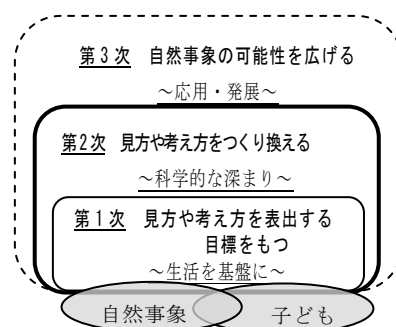 第３次 自然事象の可能性を広げる
～応用・発展～
第２次 見方や考え方をつくり換える
～科学的な深まり～
第１次 見方や考え方を表出する
目標をもつ
～生活を基盤に～
自然事象 子ども